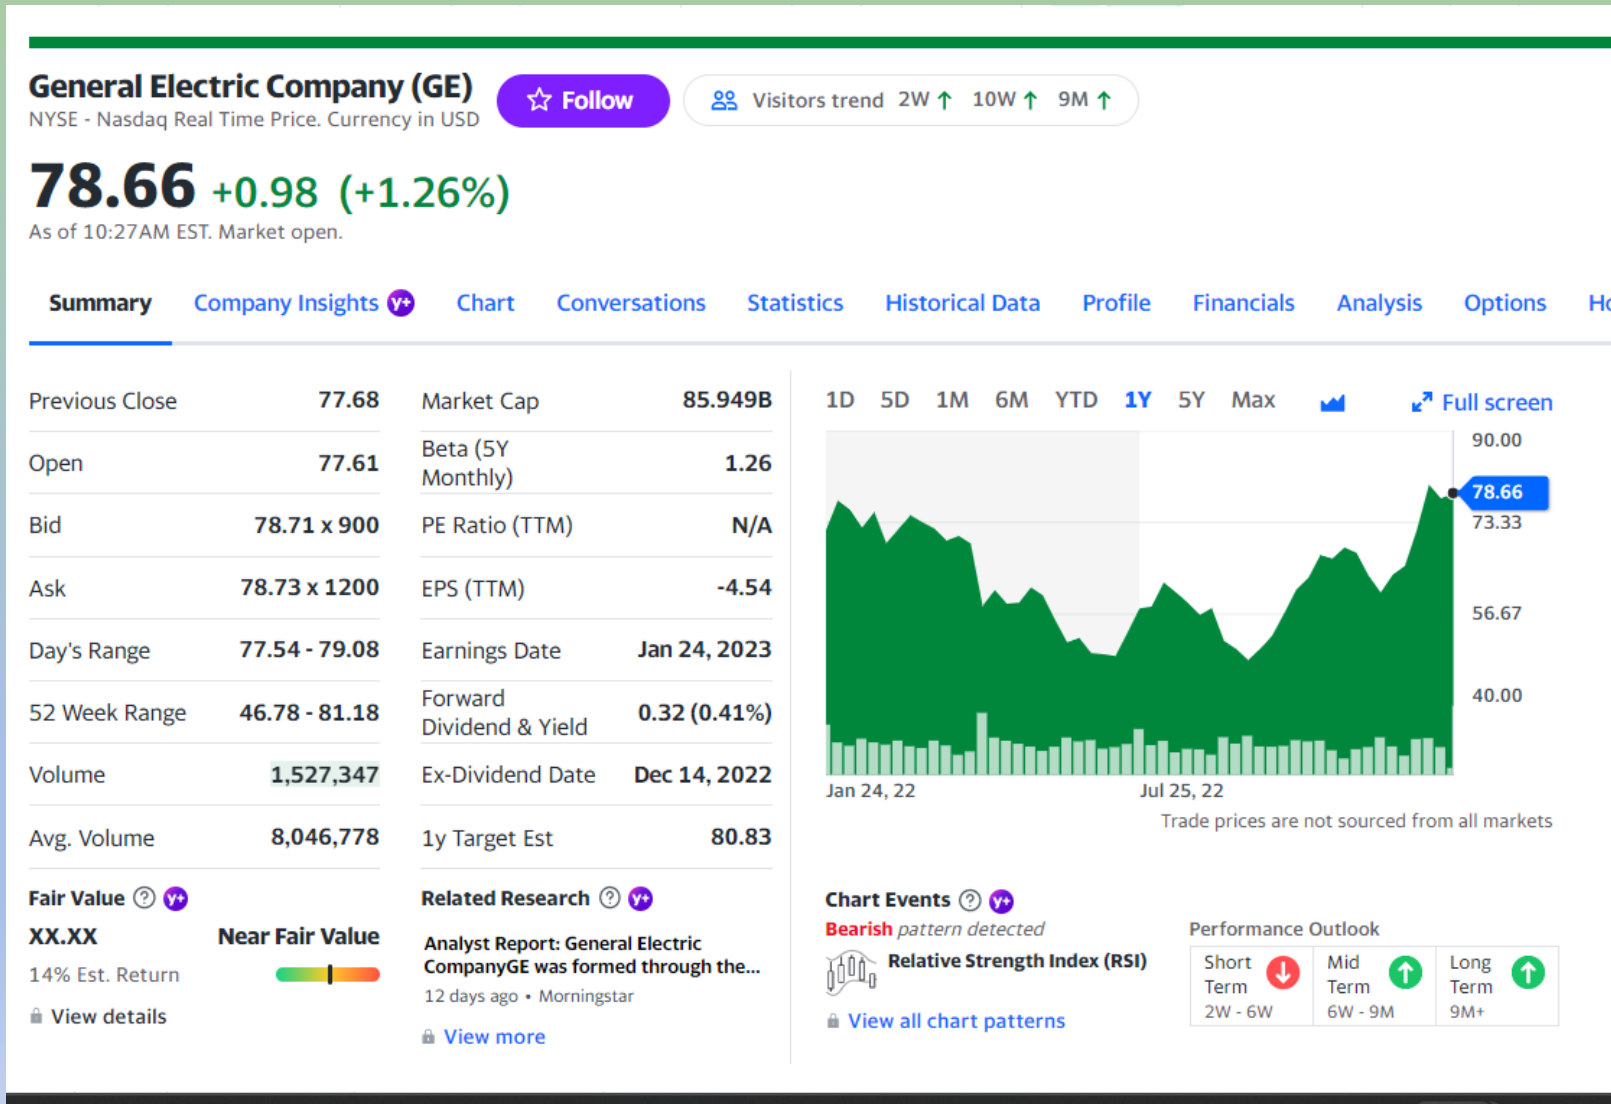 General Electric Company (GE)
NYSE - Nasdaq Real Time Price. Currency in USD
Follow
Visitors trend 2W ↑ 10W ↑ 9M ↑
78.66 +0.98 (+1.26%)
As of 10:27AM EST. Market open.
Summary Company Insights y+ Chart Conversations Statistics Historical Data Profile Financials Analysis Options Ho
Previous Close 77.68
Open 77.61
Bid 78.71 x 900
Ask 78.73 x 1200
Day's Range 77.54 - 79.08
52 Week Range 46.78 - 81.18
Volume 1,527,347
Avg. Volume 8,046,778
Market Cap 85.949B
Beta (5Y
Monthly) 1.26
PE Ratio (TTM) N/A
EPS (TTM) -4.54
Earnings Date Jan 24, 2023
Forward
Dividend & Yield 0.32 (0.41%)
Ex-Dividend Date Dec 14, 2022
1y Target Est 80.83
Fair Value ? y+
XX.XX Near Fair Value
14% Est. Return
View details
Related Research ? y+
Analyst Report: General Electric
CompanyGE was formed through the...
12 days ago • Morningstar
View more
1D 5D 1M 6M YTD 1Y 5Y Max
Full screen
90.00
78.66
73.33
56.67
40.00
Jan 24, 22 Jul 25, 22
Trade prices are not sourced from all markets
Chart Events ? y+
Bearish pattern detected
Relative Strength Index (RSI)
View all chart patterns
Performance Outlook
Short
Term
2W - 6W
Mid
Term
6W - 9M
Long
Term
9M+